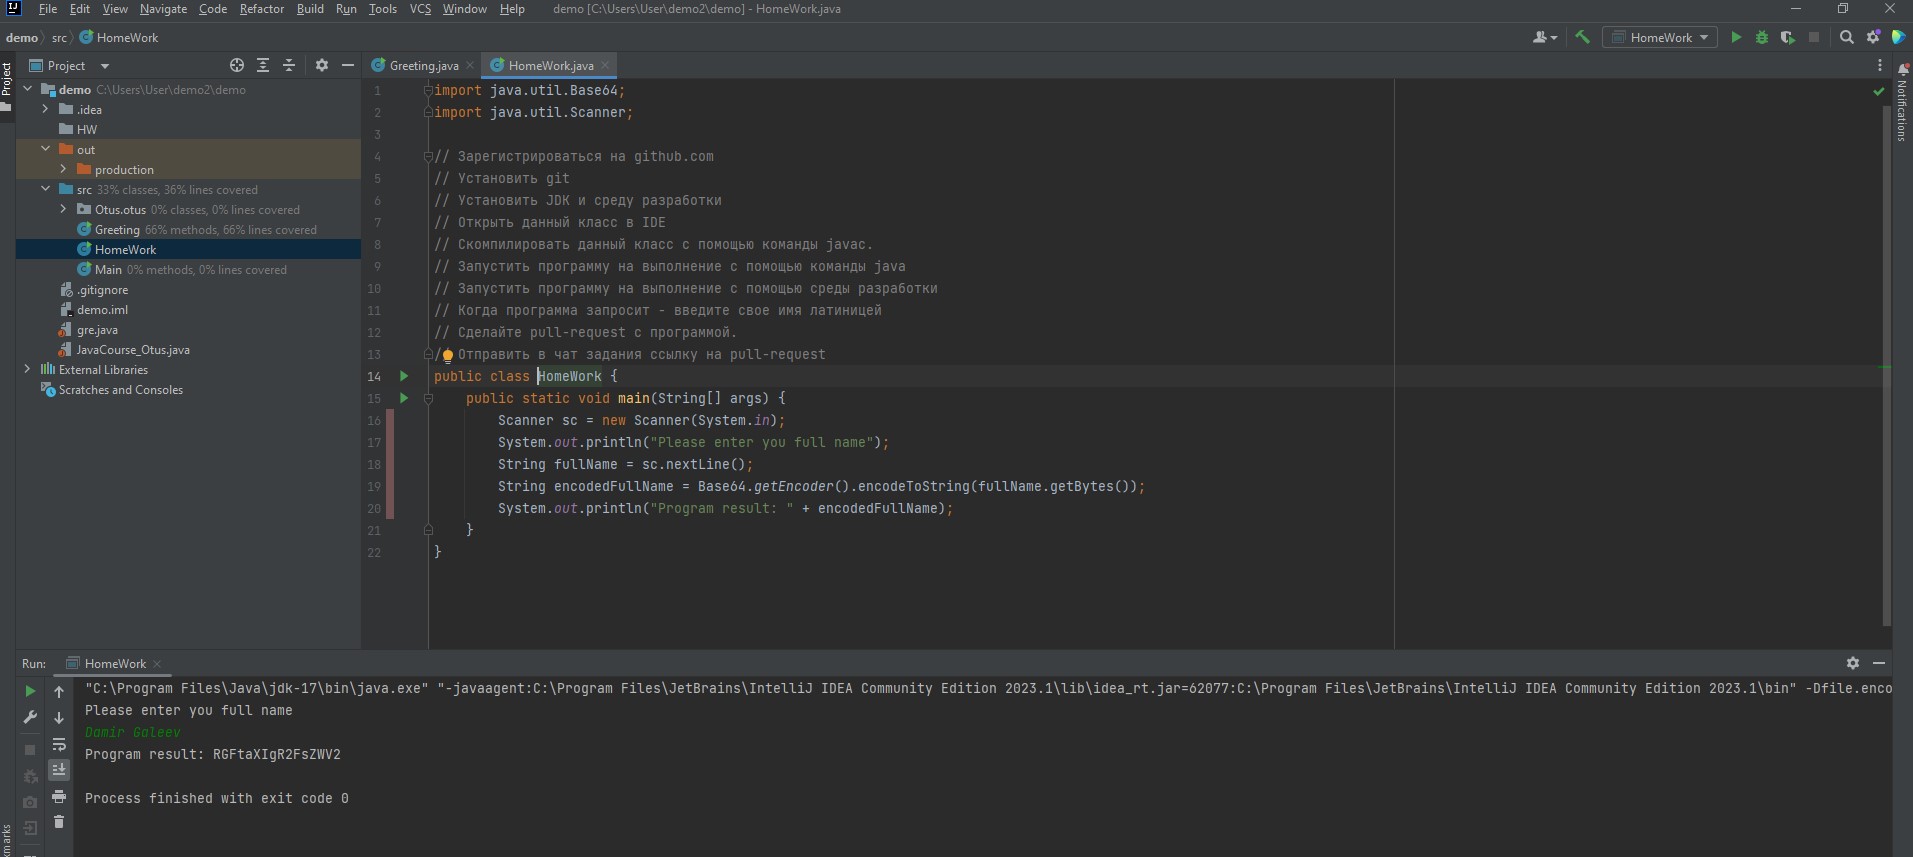 File Edit View Navigate Code Refactor Build Run Tools VCS Window Help demo [C:\Users\User\demo2\demo] - HomeWork.java
demo src HomeWork
HomeWork
Project
Project
Greeting.java
HomeWork.java
Notifications
demo C:\Users\User\demo2\demo
.idea
HW
out
production
src 33% classes, 36% lines covered
Otus.otus 0% classes, 0% lines covered
Greeting 66% methods, 66% lines covered
HomeWork
Main 0% methods, 0% lines covered
.gitignore
demo.iml
gre.java
JavaCourse_Otus.java
External Libraries
Scratches and Consoles
1 import java.util.Base64;
2 import java.util.Scanner;
3
4 // Зарегистрироваться на github.com
5 // Установить git
6 // Установить JDK и среду разработки
7 // Открыть данный класс в IDE
8 // Скомпилировать данный класс с помощью команды javac.
9 // Запустить программу на выполнение с помощью команды java
10 // Запустить программу на выполнение с помощью среды разработки
11 // Когда программа запросит - введите свое имя латиницей
12 // Сделайте pull-request с программой.
13 / Отправить в чат задания ссылку на pull-request
14 public class HomeWork {
15 public static void main(String[] args) {
16 Scanner sc = new Scanner(System.in);
17 System.out.println("Please enter you full name");
18 String fullName = sc.nextLine();
19 String encodedFullName = Base64.getEncoder().encodeToString(fullName.getBytes());
20 System.out.println("Program result: " + encodedFullName);
21 }
22 }
Run: HomeWork
"C:\Program Files\Java\jdk-17\bin\java.exe" "-javaagent:C:\Program Files\JetBrains\IntelliJ IDEA Community Edition 2023.1\lib\idea_rt.jar=62077:C:\Program Files\JetBrains\IntelliJ IDEA Community Edition 2023.1\bin" -Dfile.enco
Please enter you full name
Damir Galeev
Program result: RGFtaXIgR2FsZWV2
Process finished with exit code 0